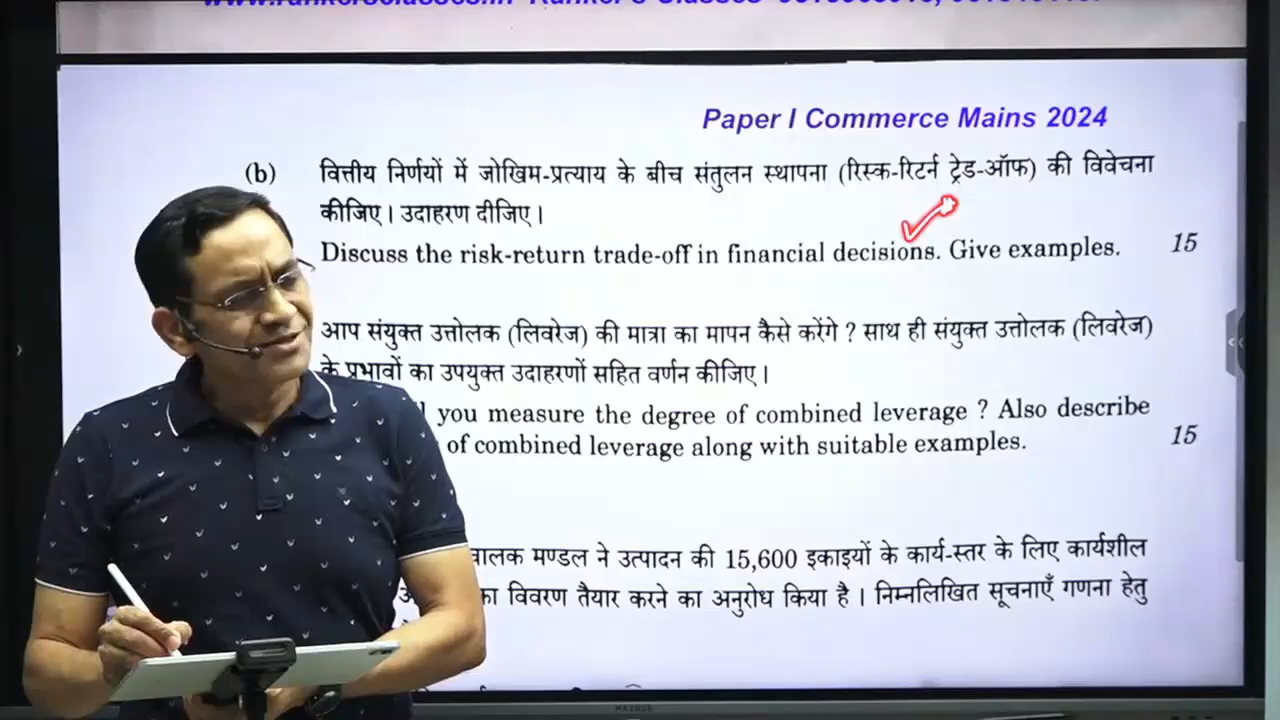 Paper I Commerce Mains 2024
(b) वित्तीय निर्णयों में जोखिम-प्रत्याय के बीच संतुलन स्थापना (रिस्क-रिटर्न ट्रेड-ऑफ) की विवेचना
कीजिए। उदाहरण दीजिए।
Discuss the risk-return trade-off in financial decisions. Give examples. 15
आप संयुक्त उत्तोलक (लिवरेज) की मात्रा का मापन कैसे करेंगे ? साथ ही संयुक्त उत्तोलक (लिवरेज)
के प्रभावों का उपयुक्त उदाहरणों सहित वर्णन कीजिए।
you measure the degree of combined leverage ? Also describe
of combined leverage along with suitable examples. 15
मण्डल ने उत्पादन की 15,600 इकाइयों के कार्य-स्तर के लिए कार्यशील
का विवरण तैयार करने का अनुरोध किया है। निम्नलिखित सूचनाएँ गणना हेतु